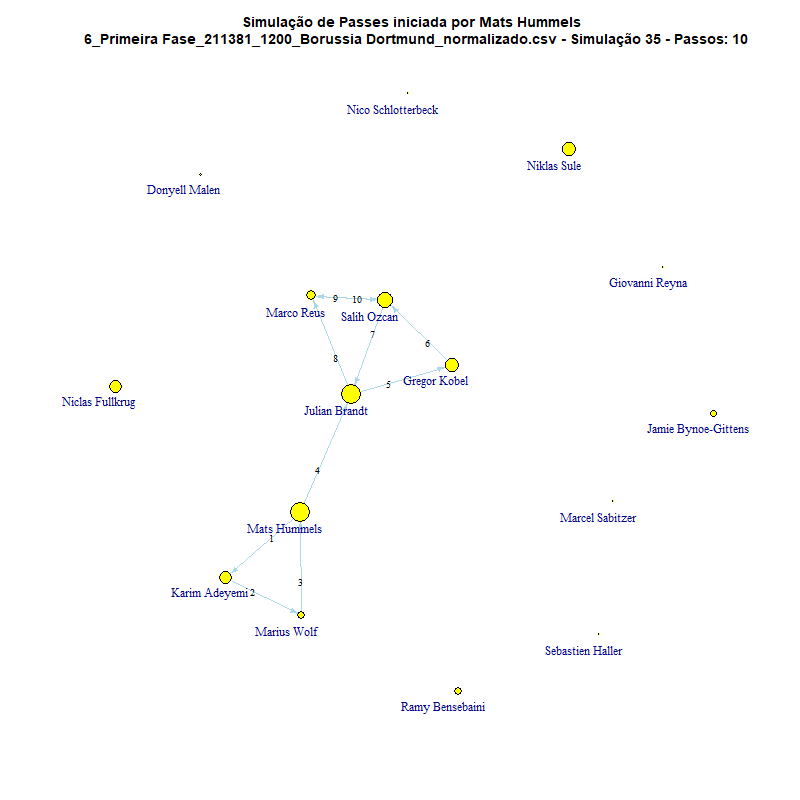 Simulação de Passes iniciada por Mats Hummels
6_Primeira Fase_211381_1200_Borussia Dortmund_normalizado.csv - Simulação 35 - Passos: 10
Nico Schlotterbeck
Niklas Sule
Donyell Malen
Giovanni Reyna
9
10
Marco Reus
Salih Ozcan
7
6
8
Gregor Kobel
5
Niclas Fullkrug
Julian Brandt
Jamie Bynoe-Gittens
4
Marcel Sabitzer
Mats Hummels
1
3
Karim Adeyemi
2
Marius Wolf
Sebastien Haller
Ramy Bensebaini